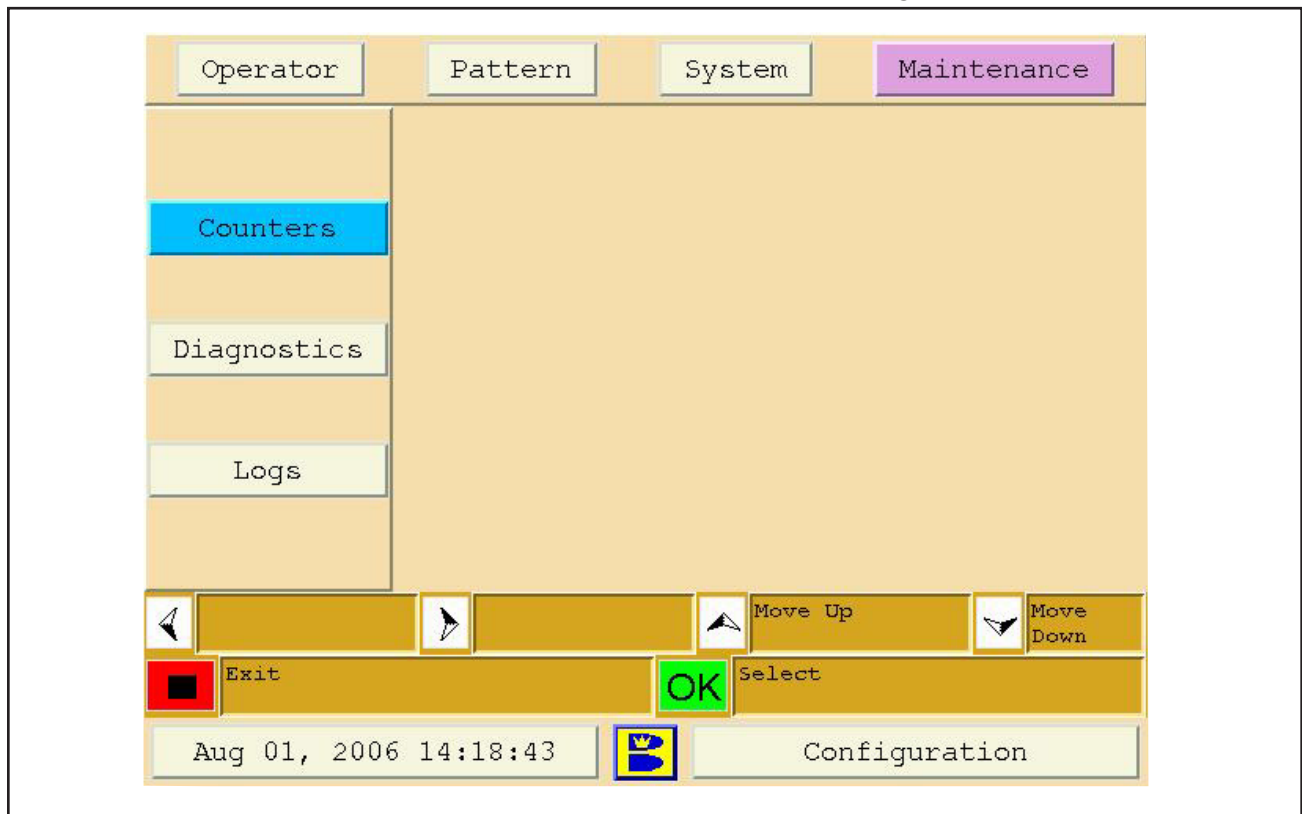 Operator Pattern System Maintenance
Counters
Diagnostics
Logs
Move Up Move
Down
Exit OK Select
Aug 01, 2006 14:18:43 Configuration